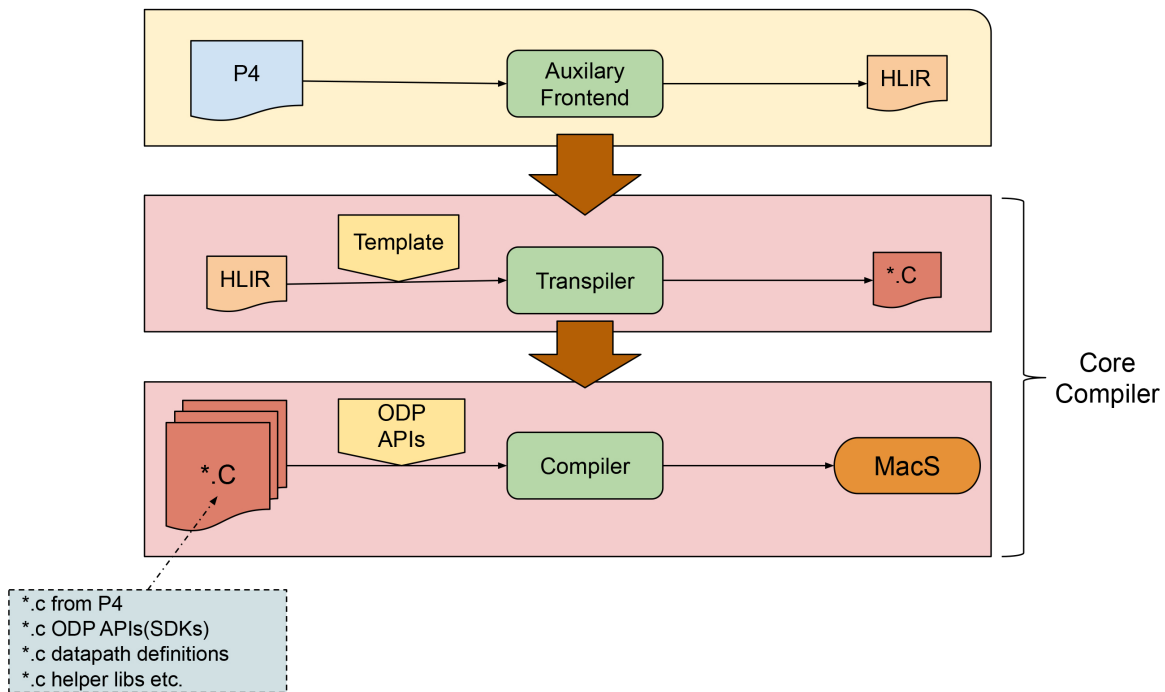 P4
Auxilary
Frontend
HLIR
Template
HLIR
Transpiler
*.C
Core
Compiler
ODP
APIs
*.C
Compiler
MacS
*.c from P4
*.c ODP APIs(SDKs)
*.c datapath definitions
*.c helper libs etc.